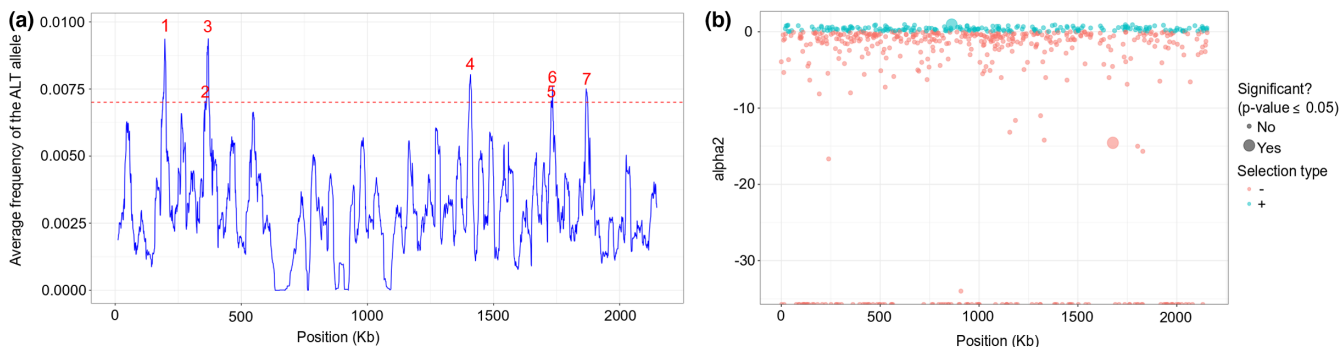 (a)
Average frequency of the ALT allele
0.0100
0.0075
0.0050
0.0025
0.0000
1
3
2
4
6
5
7
0
500
1000
1500
2000
Position (Kb)
(b)
alpha2
0
-10
-20
-30
0
500
1000
1500
2000
Position (Kb)
Significant?
(p-value ≤ 0.05)
No
Yes
Selection type
-
+